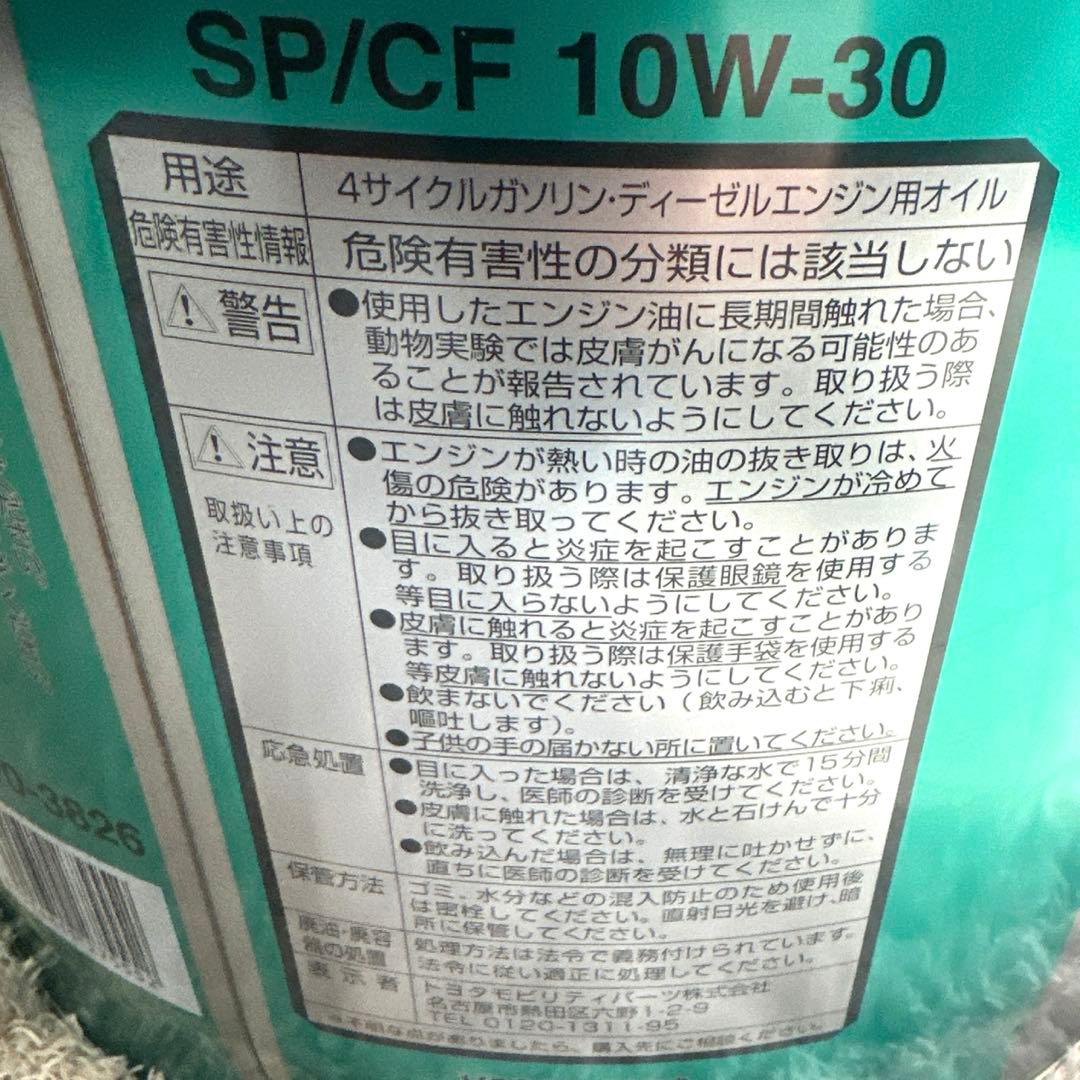 SP/CF 10W-30
用途
4サイクルガソリン・ディーゼルエンジン用オイル
危険有害性情報
危険有害性の分類には該当しない
警告
●使用したエンジン油に長期間触れた場合、
動物実験では皮膚がんになる可能性のあ
ることが報告されています。取り扱う際
は皮膚に触れないようにしてください。
注意
取扱い上の
注意事項
●エンジンが熱い時の油の抜き取りは、火
傷の危険があります。エンジンが冷めて
から抜き取ってください。
●目に入ると炎症を起こすことがありま
す。取り扱う際は保護眼鏡を使用する
等目に入らないようにしてください。
●皮膚に触れると炎症を起こすことがあり
ます。取り扱う際は保護手袋を使用する
等皮膚に触れないようにしてください。
●飲まないでください（飲み込むと下痢、
嘔吐します）。
●子供の手の届かない所に置いてください。
応急処置
●目に入った場合は、清浄な水で15分間
洗浄し、医師の診断を受けてください。
●皮膚に触れた場合は、水と石けんで十分
に洗ってください。
●飲み込んだ場合は、無理に吐かせずに、
直ちに医師の診断を受けてください。
保管方法
ゴミ、水分などの混入防止のため使用後
は密栓してください。直射日光を避け、暗
所に保管してください。
廃油・廃容
器の処置
処理方法は法令で義務付けられています。
法令に従い適正に処理してください。
表示者
トヨタモビリティパーツ株式会社
名古屋市熱田区六野1-2-9
TEL 0120-1311-95
な点がありましたら、購入先にご相談ください。
0-3826